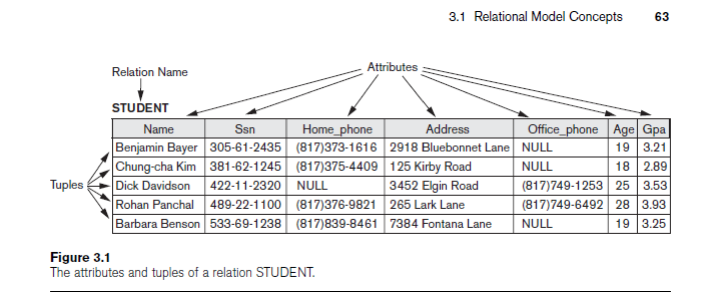 3.1 Relational Model Concepts 63
Relation Name
Attributes
STUDENT
Name Ssn Home_phone Address Office_phone Age Gpa
Benjamin Bayer 305-61-2435 (817)373-1616 2918 Bluebonnet Lane NULL 19 3.21
Chung-cha Kim 381-62-1245 (817)375-4409 125 Kirby Road NULL 18 2.89
Tuples Dick Davidson 422-11-2320 NULL 3452 Elgin Road (817)749-1253 25 3.53
Rohan Panchal 489-22-1100 (817)376-9821 265 Lark Lane (817)749-6492 28 3.93
Barbara Benson 533-69-1238 (817)839-8461 7384 Fontana Lane NULL 19 3.25
Figure 3.1
The attributes and tuples of a relation STUDENT.